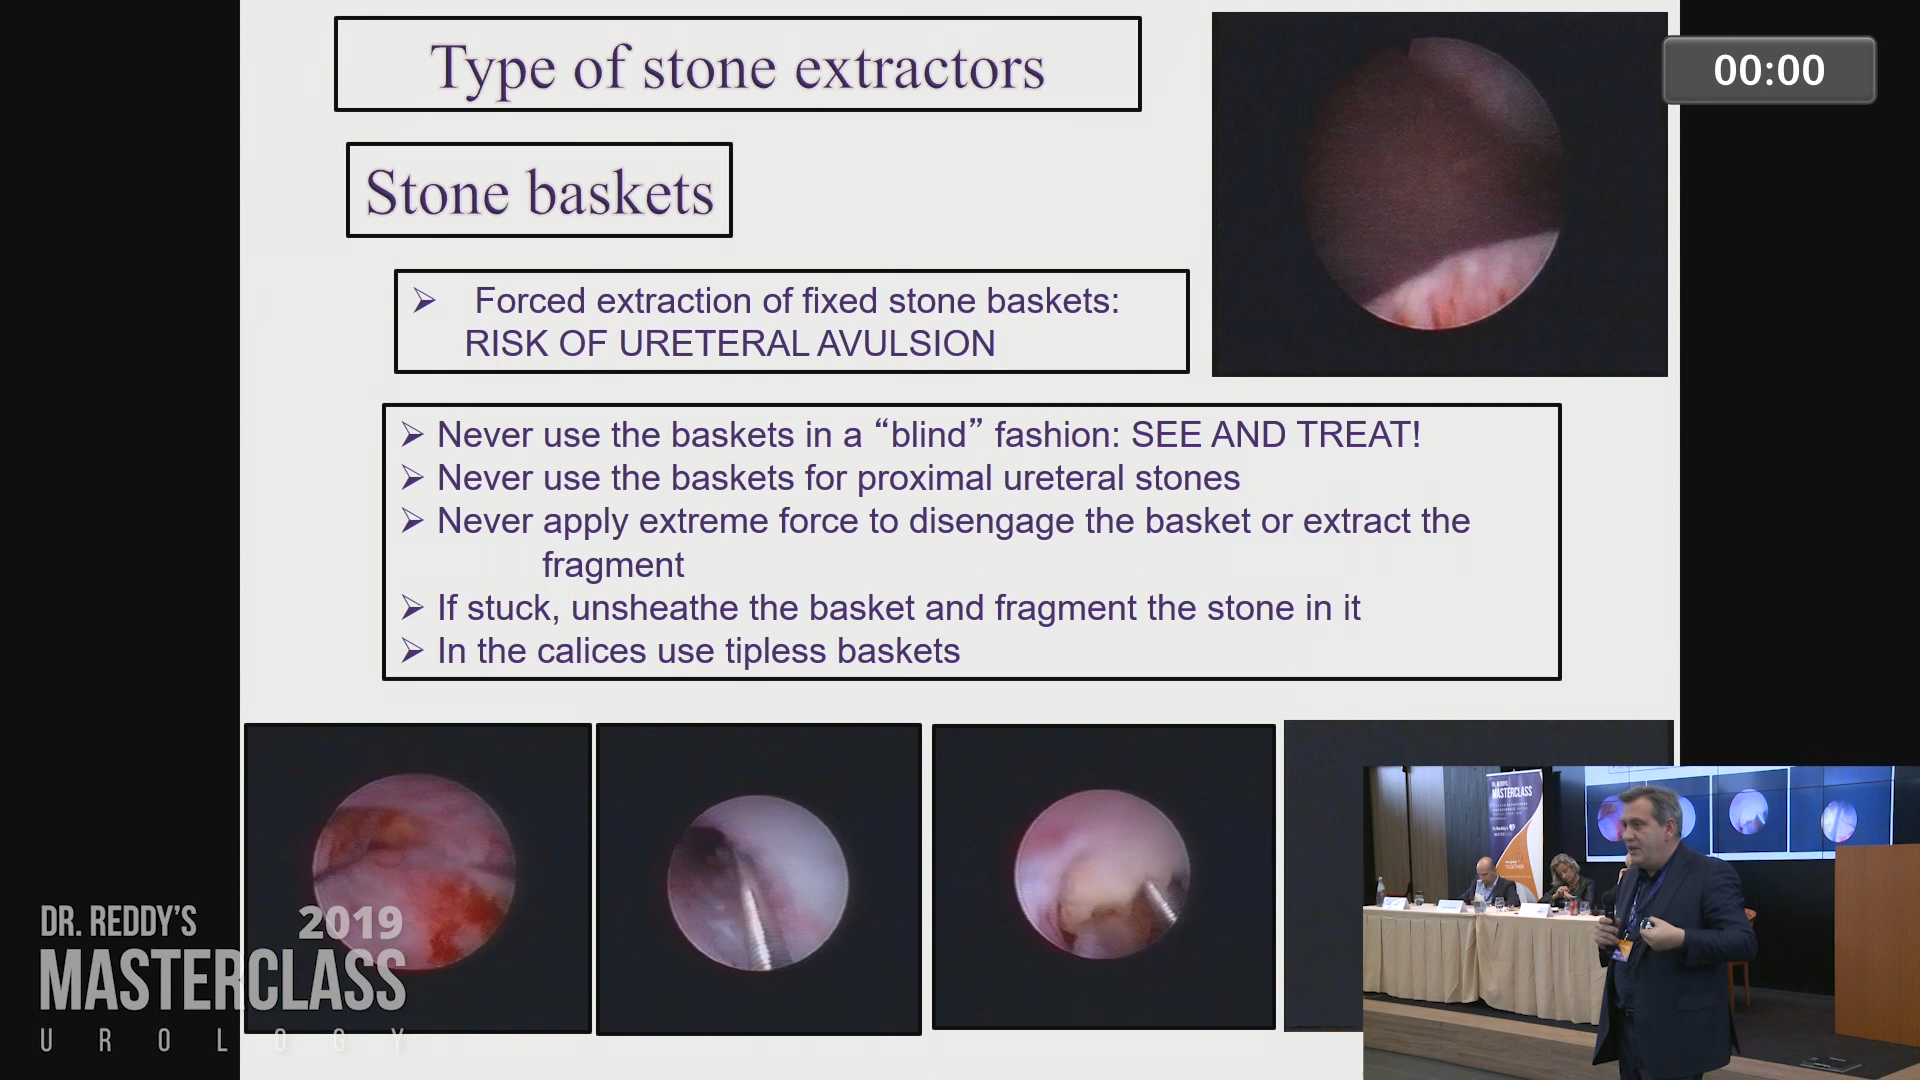 Type of stone extractors
00:00
Stone baskets
➢ Forced extraction of fixed stone baskets:
RISK OF URETERAL AVULSION
➢ Never use the baskets in a “blind” fashion: SEE AND TREAT!
➢ Never use the baskets for proximal ureteral stones
➢ Never apply extreme force to disengage the basket or extract the
fragment
➢ If stuck, unsheathe the basket and fragment the stone in it
➢ In the calices use tipless baskets
DR. REDDY'S 2019
MASTERCLASS
UROLOGY
DR. REDDY'S
MASTERCLASS